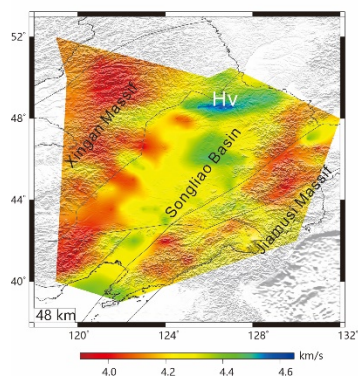 52°
48°
44°
40°
Hv
Xingan Massif
Songliao Basin
Jiamusi Massif
48 km
120° 124° 128° 132°
km/s
4.0 4.2 4.4 4.6